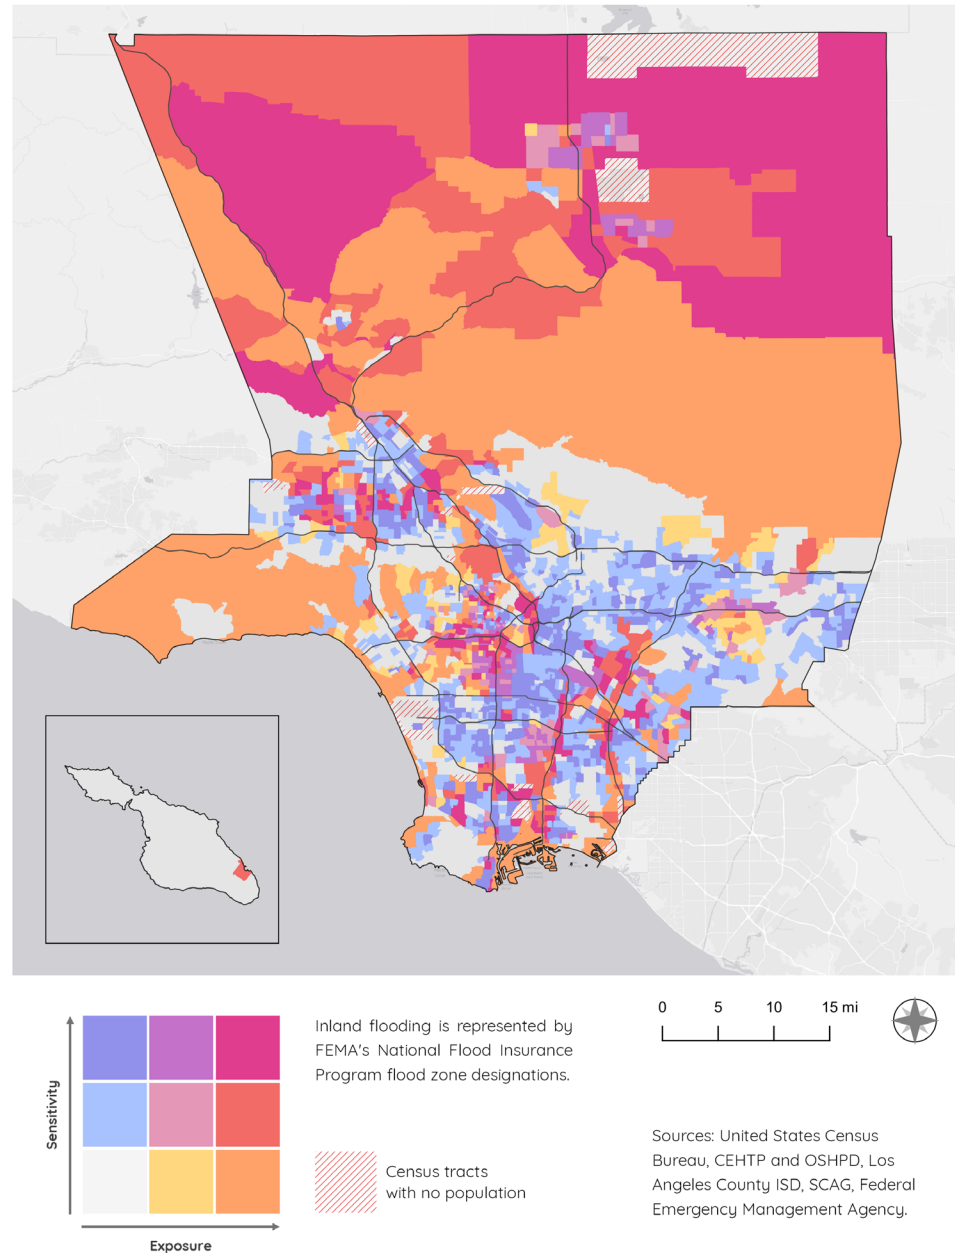 0 5 10 15 mi
Inland flooding is represented by
FEMA's National Flood Insurance
Program flood zone designations.
Sensitivity
Exposure
Census tracts
with no population
Sources: United States Census
Bureau, CEHTP and OSHPD, Los
Angeles County ISD, SCAG, Federal
Emergency Management Agency.